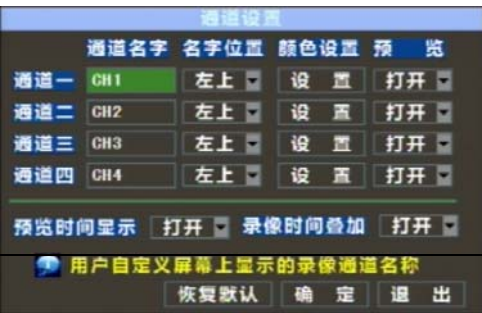 通道设置
通道名字 名字位置 颜色设置 预 览
通道一 CH1 左上 设 置 打开
通道二 CH2 左上 设 置 打开
通道三 CH3 左上 设 置 打开
通道四 CH4 左上 设 置 打开
预览时间显示 打开 录像时间叠加 打开
用户自定义屏幕上显示的录像通道名称
恢复默认 确 定 退 出